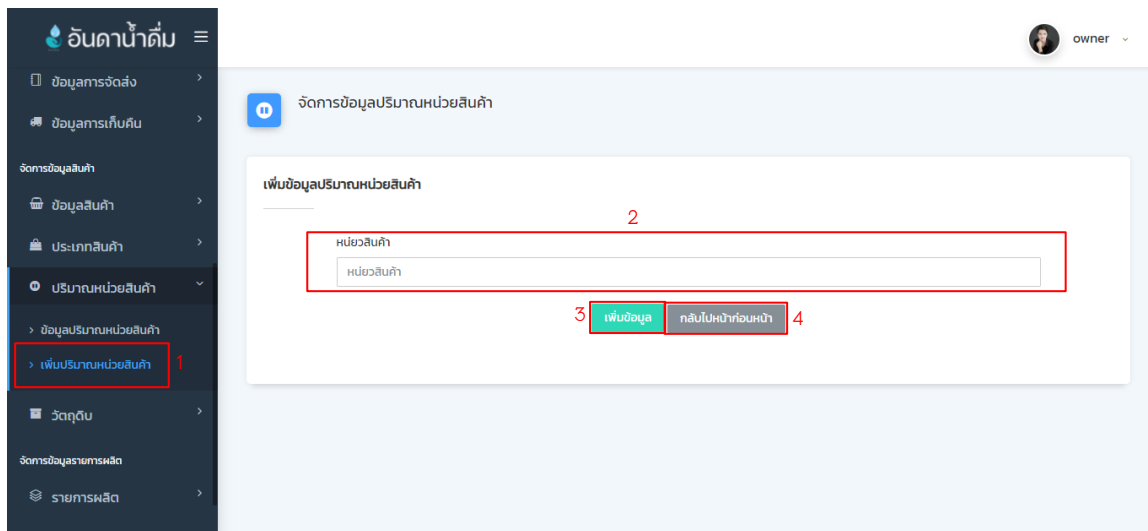 อันดาน้ำดื่ม
owner
ข้อมูลการจัดส่ง
ข้อมูลการเก็บคืน
จัดการข้อมูลสินค้า
ข้อมูลสินค้า
ประเภทสินค้า
ปริมาณหน่วยสินค้า
ข้อมูลปริมาณหน่วยสินค้า
เพิ่มปริมาณหน่วยสินค้า
1
วัตถุดิบ
จัดการข้อมูลรายการผลิต
รายการผลิต
จัดการข้อมูลปริมาณหน่วยสินค้า
เพิ่มข้อมูลปริมาณหน่วยสินค้า
2
หน่ยวสินค้า
หน่ยวสินค้า
3 เพิ่มข้อมูล กลับไปหน้าก่อนหน้า 4